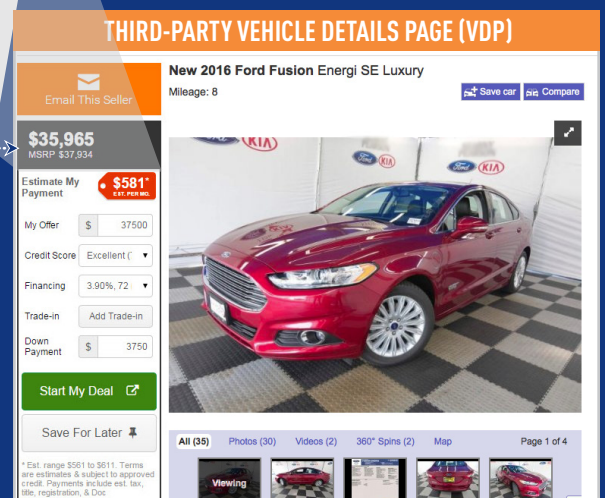 THIRD-PARTY VEHICLE DETAILS PAGE (VDP)
Email This Seller
New 2016 Ford Fusion Energi SE Luxury
Mileage: 8
Save car
Compare
$35,965
MSRP $37,934
Estimate My
Payment
$581*
EST. PER MO.
My Offer $ 37500
Credit Score Excellent (
Financing 3.90%, 72
Trade-in Add Trade-in
Down
Payment $ 3750
Start My Deal
Save For Later
* Est. range $561 to $611. Terms
are estimates & subject to approved
credit. Payments include est. tax,
title, registration, & Doc
KIA
Ford KIA
Ford KIA
All (35) Photos (30) Videos (2) 360° Spins (2) Map Page 1 of 4
Viewing